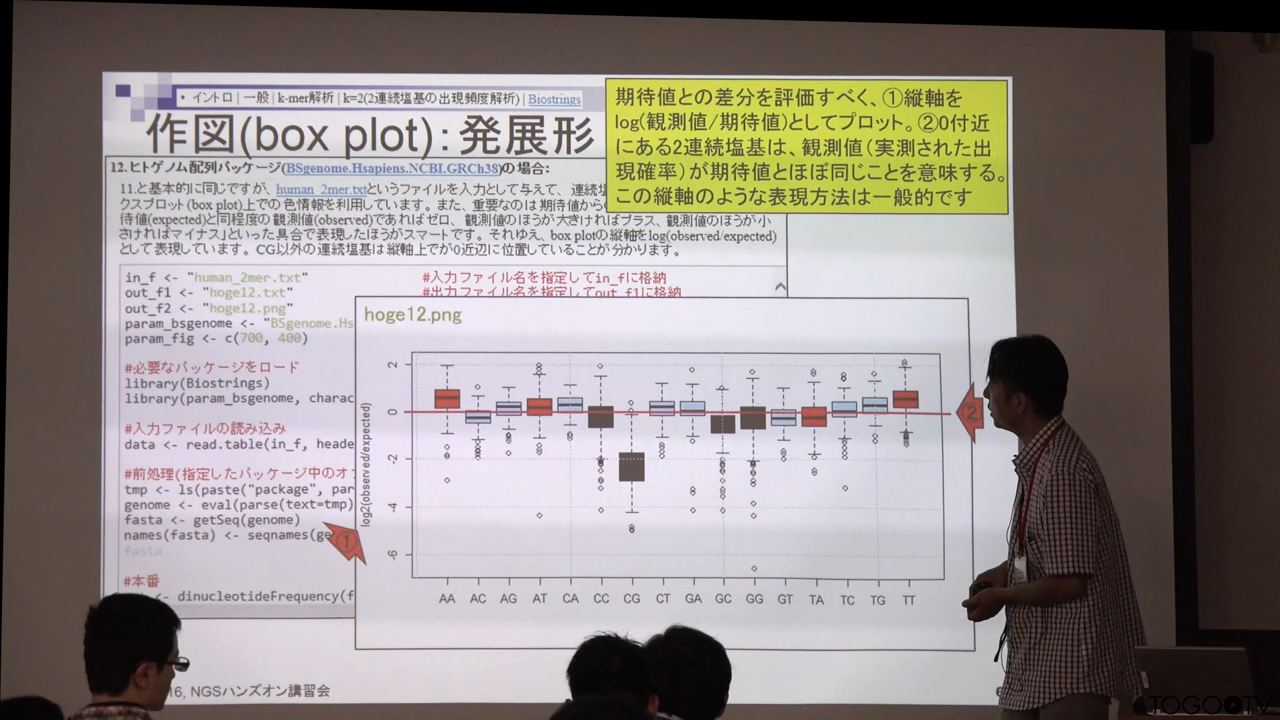 ・イントロ | 一般 | k-mer解析 | k=2(2連続塩基の出現頻度解析) | Biostrings
作図(box plot)：発展形
期待値との差分を評価すべく、①縦軸を
log(観測値/期待値)としてプロット。②0付近
にある2連続塩基は、観測値（実測された出
現確率）が期待値とほぼ同じことを意味する。
この縦軸のような表現方法は一般的です
12. ヒトゲノム配列パッケージ(BSgenome.Hsapiens.NCBI.GRCh38)の場合:
11.と基本的に同じですが、human_2mer.txtというファイルを入力として与えて、連続塩
クスプロット(box plot)上での色情報を利用しています。また、重要なのは期待値から
待値(expected)と同程度の観測値(observed)であればゼロ、観測値のほうが大きければプラス、観測値のほうが小
さければマイナス」といった具合で表現したほうがスマートです。それゆえ、box plotの縦軸をlog(observed/expected)
として表現しています。CG以外の連続塩基は縦軸上でが0近辺に位置していることが分かります。
in_f <- "human_2mer.txt" #入力ファイル名を指定してin_fに格納
out_f1 <- "hoge12.txt" #出力ファイル名を指定してout_f1に格納
out_f2 <- "hoge12.png"
param_bsgenome <- "BSgenome.Hs
param_fig <- c(700, 400)
#必要なパッケージをロード
library(Biostrings)
library(param_bsgenome, charac
#入力ファイルの読み込み
data <- read.table(in_f, heade
#前処理(指定したパッケージ中のオブ
tmp <- ls(paste("package", par
genome <- eval(parse(text=tmp)
fasta <- getSeq(genome)
names(fasta) <- seqnames(ge
fasta
#本番
<- dinucleotideFrequency(f
hoge12.png
log2(observed/expected)
2
0
-2
-4
-6
AA AC AG AT CA CC CG CT GA GC GG GT TA TC TG TT
①
②
16, NGSハンズオン講習会
TOGOTV